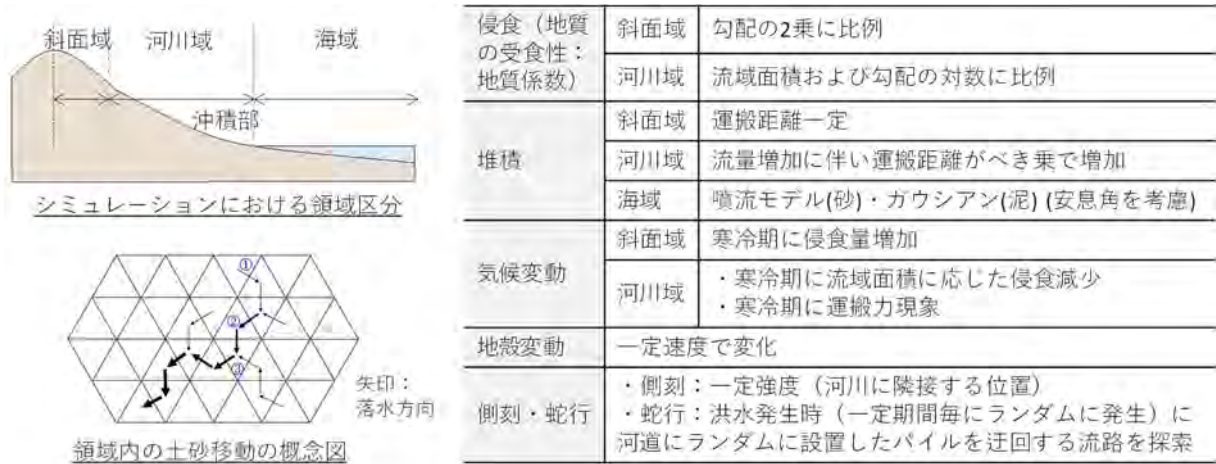 斜面域 河川域 海域
沖積部
シミュレーションにおける領域区分
①
②
③
矢印：
落水方向
領域内の土砂移動の概念図
侵食（地質
の受食性：
地質係数）
斜面域 勾配の2乗に比例
河川域 流域面積および勾配の対数に比例
堆積
斜面域 運搬距離一定
河川域 流量増加に伴い運搬距離がべき乗で増加
海域 噴流モデル(砂)・ガウシアン(泥) (安息角を考慮)
気候変動
斜面域 寒冷期に侵食量増加
河川域
・寒冷期に流域面積に応じた侵食減少
・寒冷期に運搬力現象
地殻変動 一定速度で変化
側刻・蛇行
・側刻：一定強度（河川に隣接する位置）
・蛇行：洪水発生時（一定期間毎にランダムに発生）に
河道にランダムに設置したパイルを迂回する流路を探索